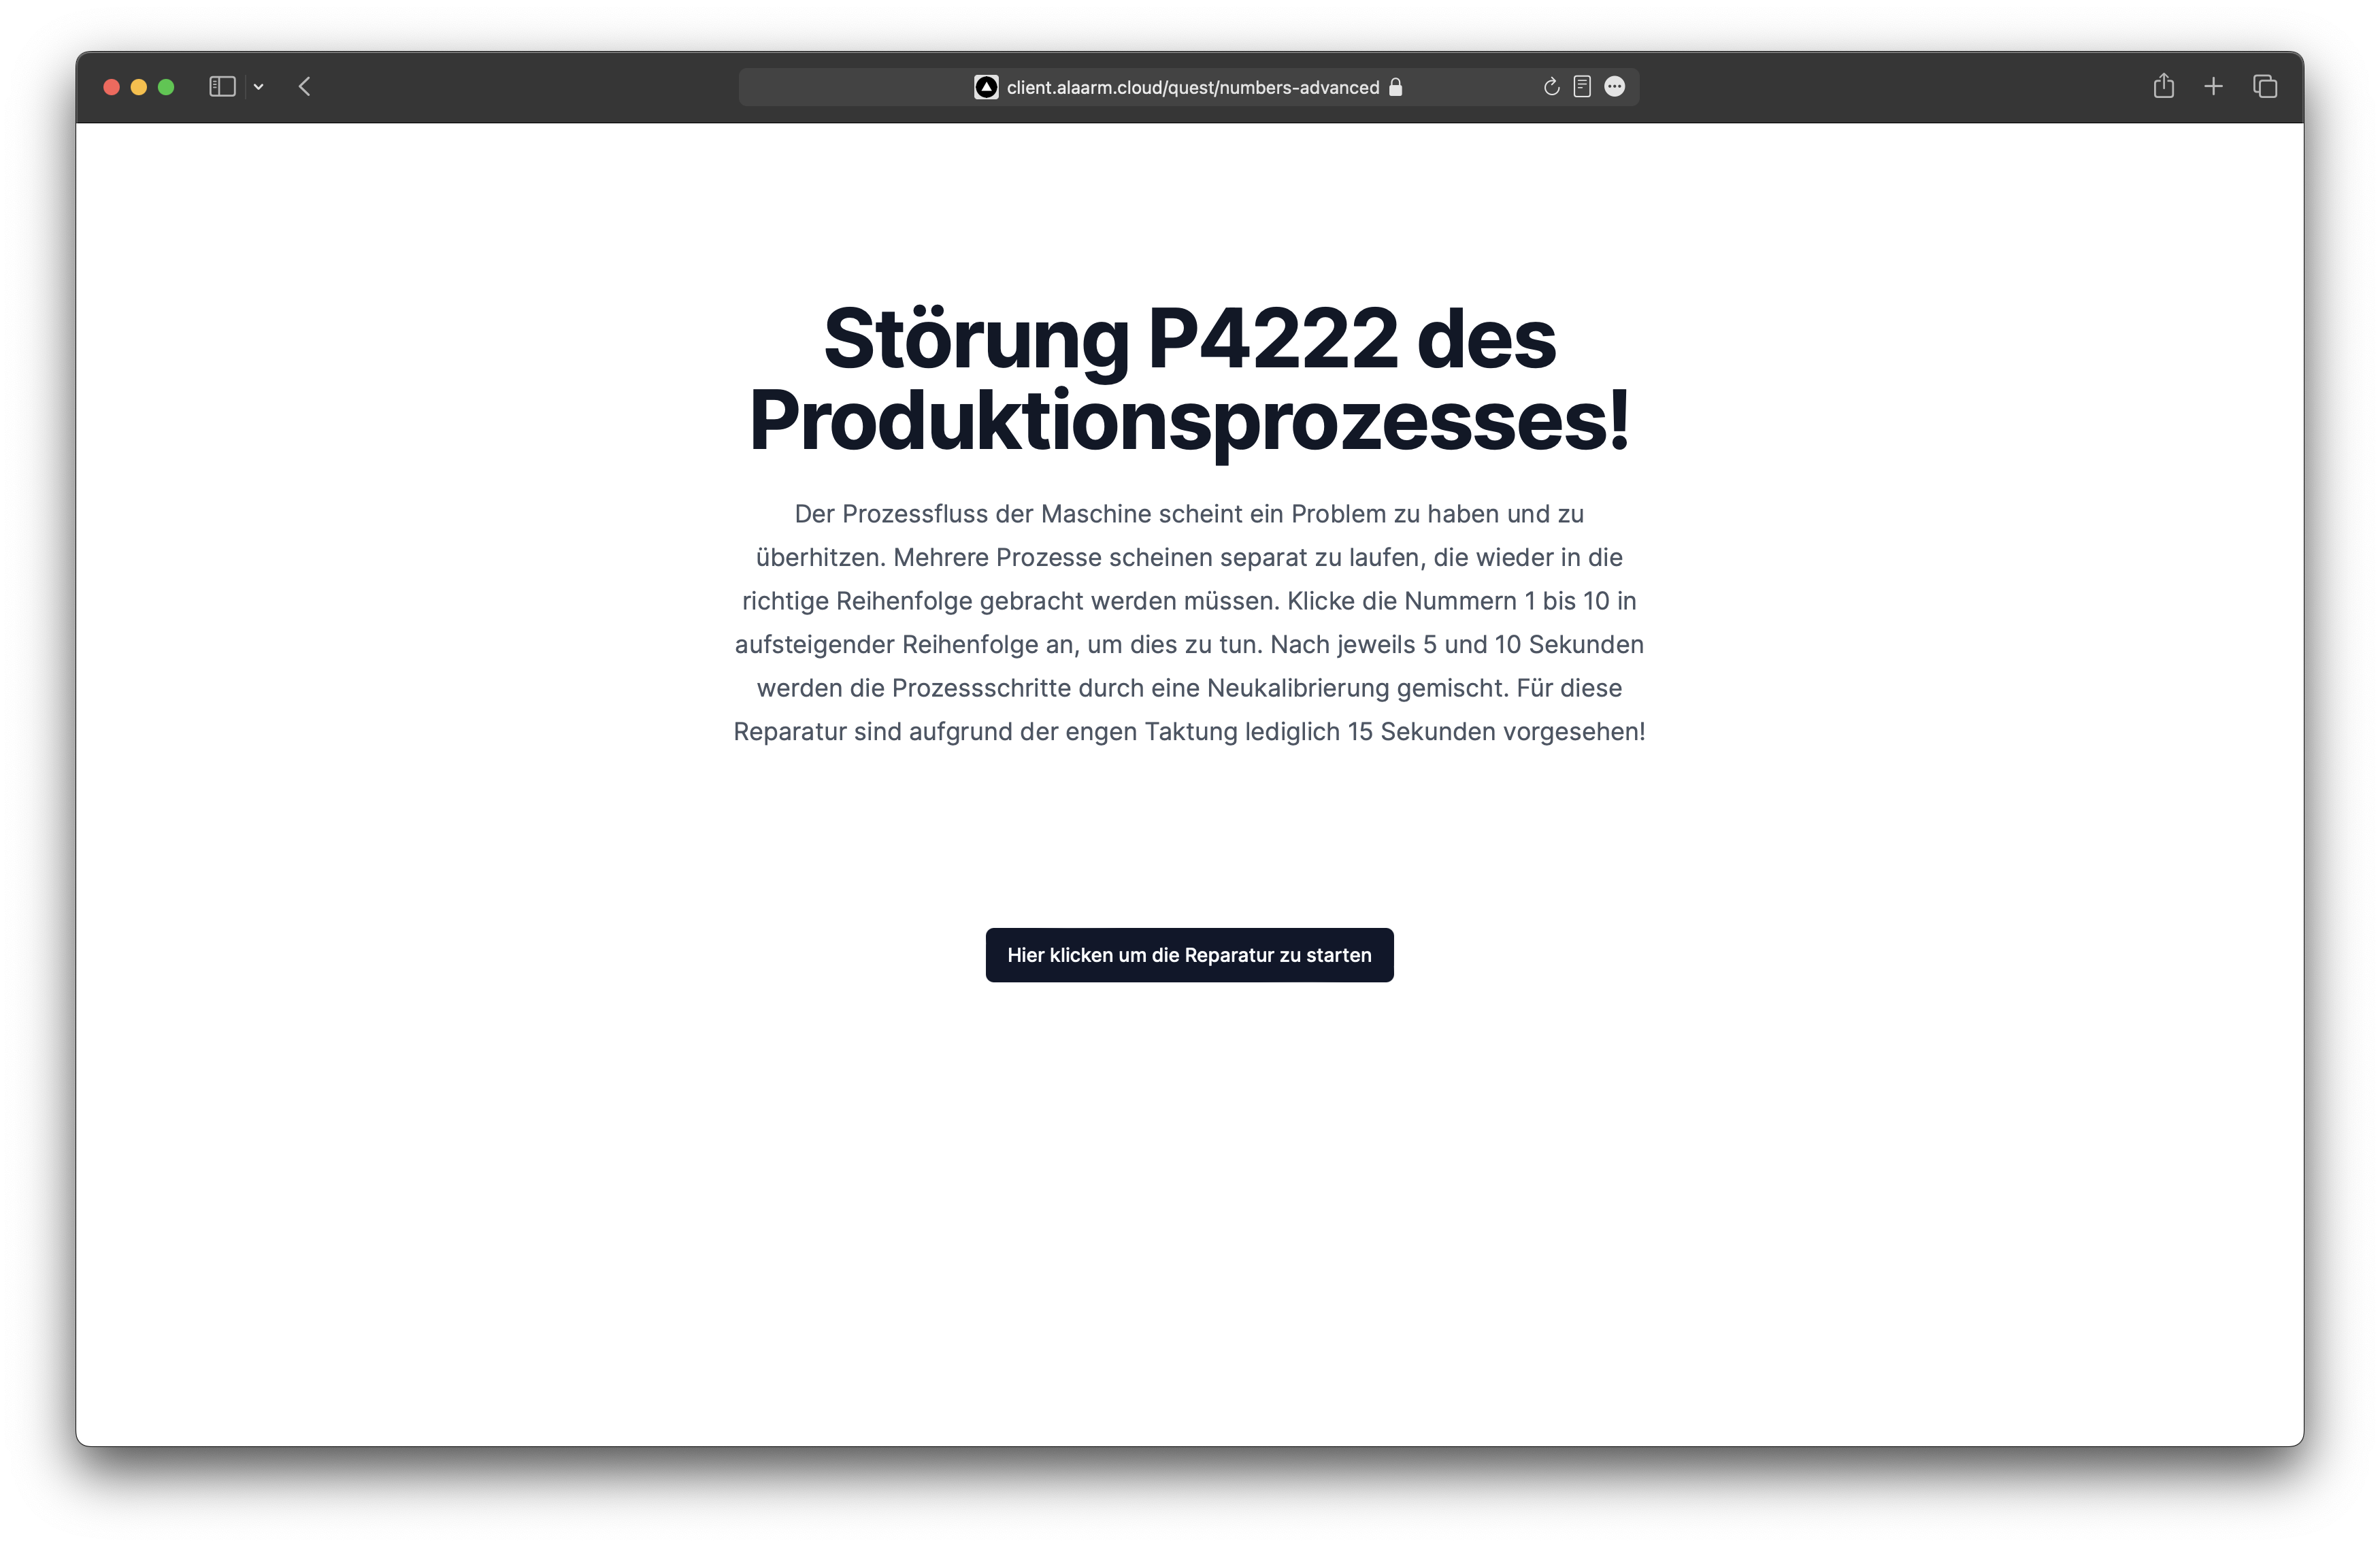 client.alaarm.cloud/quest/numbers-advanced
Störung P4222 des
Produktionsprozesses!
Der Prozessfluss der Maschine scheint ein Problem zu haben und zu
überhitzen. Mehrere Prozesse scheinen separat zu laufen, die wieder in die
richtige Reihenfolge gebracht werden müssen. Klicke die Nummern 1 bis 10 in
aufsteigender Reihenfolge an, um dies zu tun. Nach jeweils 5 und 10 Sekunden
werden die Prozessschritte durch eine Neukalibrierung gemischt. Für diese
Reparatur sind aufgrund der engen Taktung lediglich 15 Sekunden vorgesehen!
Hier klicken um die Reparatur zu starten